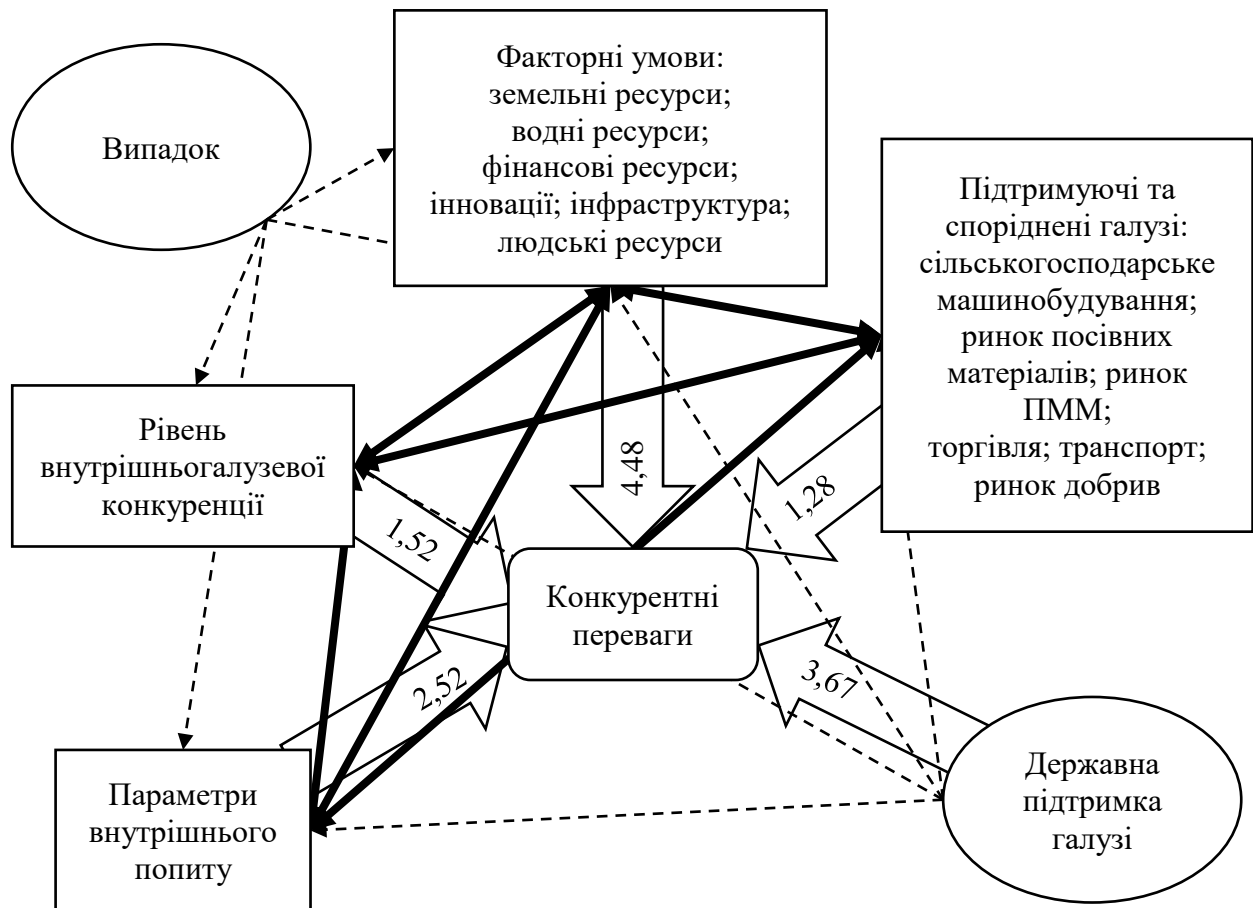 Випадок
Факторні умови:
земельні ресурси;
водні ресурси;
фінансові ресурси;
інновації; інфраструктура;
людські ресурси
Підтримуючі та
споріднені галузі:
сільськогосподарське
машинобудування;
ринок посівних
матеріалів; ринок
ПММ;
торгівля; транспорт;
ринок добрив
Рівень
внутрішньогалузевої
конкуренції
4,48
1,28
1,52
Конкурентні
переваги
2,52
3,67
Параметри
внутрішнього
попиту
Державна
підтримка
галузі